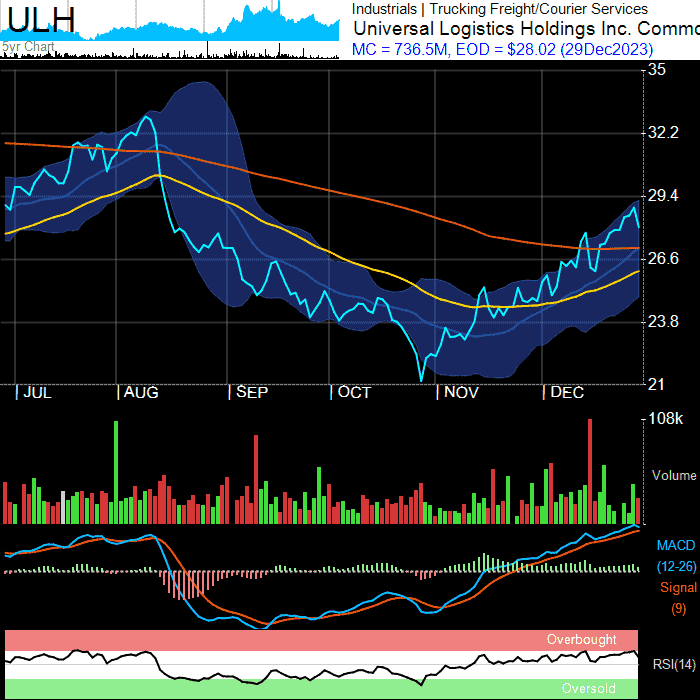 ULH
5yr Chart
Industrials | Trucking Freight/Courier Services
Universal Logistics Holdings Inc. Commo
MC = 736.5M, EOD = $28.02 (29Dec2023)
35
32.2
29.4
26.6
23.8
21
JUL AUG SEP OCT NOV DEC
108k
Volume
MACD
(12-26)
Signal
(9)
Overbought
RSI(14)
Oversold